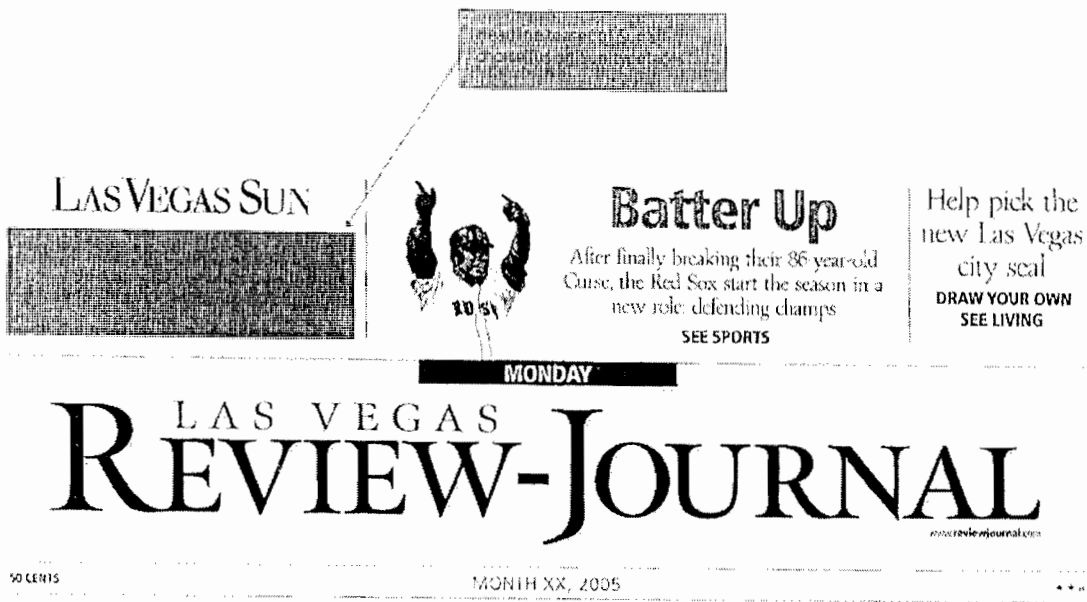 LAS VEGAS SUN
Batter Up
After finally breaking their 86-year-old
Curse, the Red Sox start the season in a
new role: defending champs
SEE SPORTS
Help pick the
new Las Vegas
city seal
DRAW YOUR OWN
SEE LIVING
MONDAY
LAS VEGAS
REVIEW-JOURNAL
www.reviewjournal.com
50 CENTS
MONTH XX, 2005